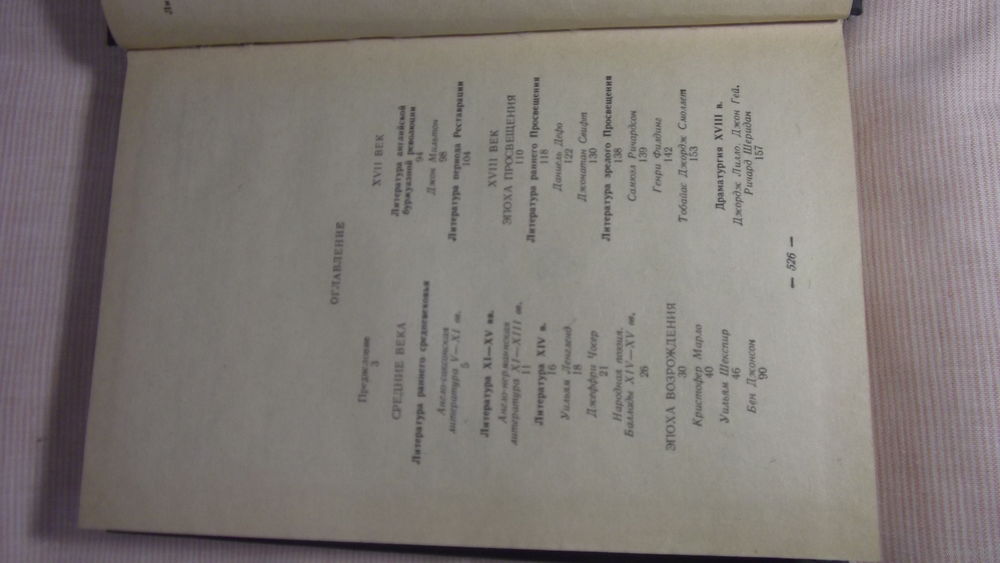 ОГЛАВЛЕНИЕ
Предисловие
3
СРЕДНИЕ ВЕКА
Литература раннего средневековья
Англо-саксонская
литература V—XI вв.
5
Литература XI—XV вв.
Англо-нормандская
литература XI—XIII вв.
11
Литература XIV в.
16
Уильям Ленгленд
18
Джеффри Чосер
21
Народная поэзия.
Баллады XIV—XV вв.
26
ЭПОХА ВОЗРОЖДЕНИЯ
30
Кристофер Марло
40
Уильям Шекспир
46
Бен Джонсон
90
XVII ВЕК
Литература английской
буржуазной революции
94
Джон Мильтон
98
Литература периода Реставрации
104
XVIII ВЕК
ЭПОХА ПРОСВЕЩЕНИЯ
110
Литература раннего Просвещения
118
Даниель Дефо
122
Джонатан Свифт
130
Литература зрелого Просвещения
138
Самюэл Ричардсон
139
Генри Филдинг
142
Тобайас Джордж Смоллет
153
Драматургия XVIII в.
Джордж Лилло. Джон Гей.
Ричард Шеридан
157
— 526 —